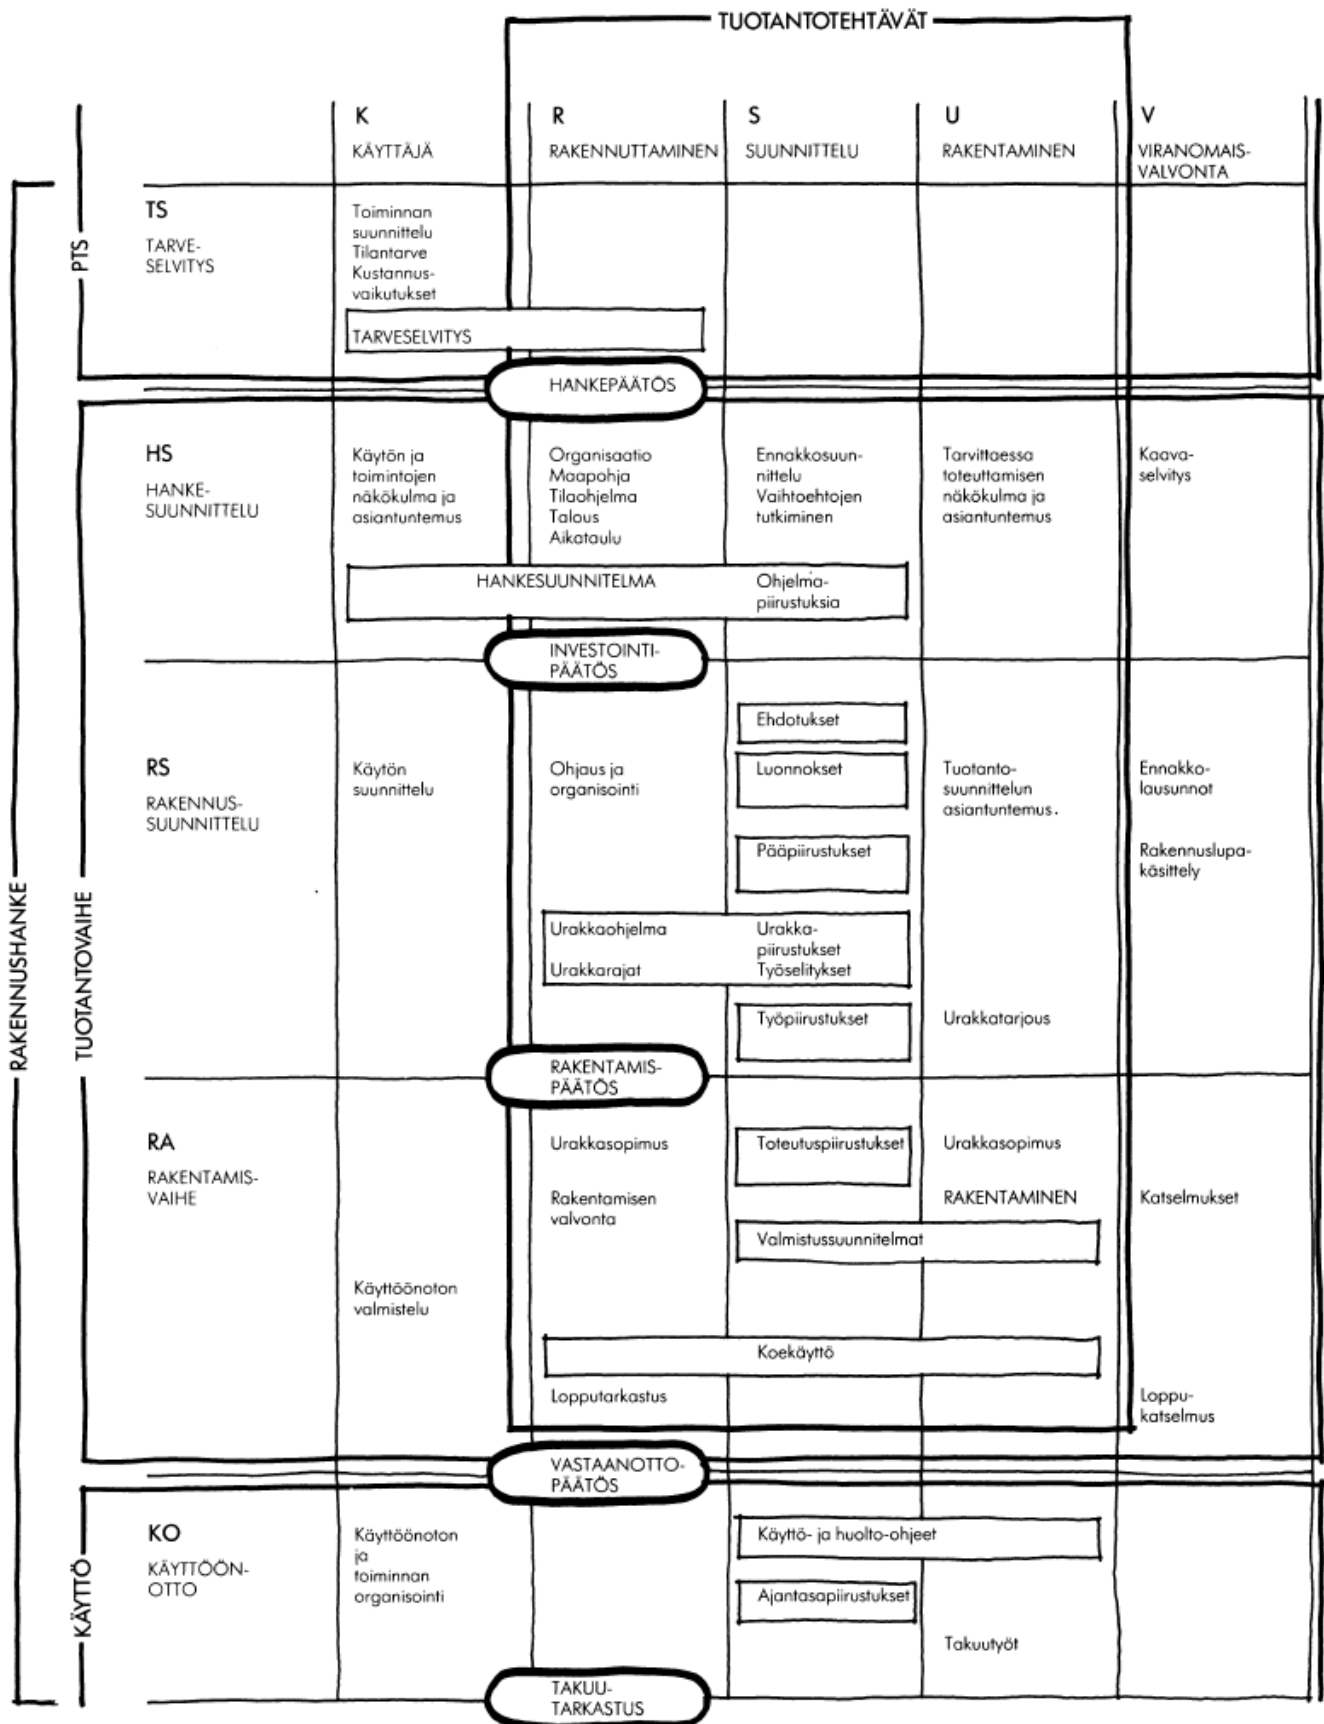 TUOTANTOTEHTÄVÄT
K
R
S
U
V
KÄYTTÄJÄ
RAKENNUTTAMINEN
SUUNNITTELU
RAKENTAMINEN
VIRANOMAIS-
VALVONTA
RAKENNUSHANKE
PTS
TS
TARVE-
SELVITYS
Toiminnan
suunnittelu
Tilantarve
Kustannus-
vaikutukset
TARVESELVITYS
HANKEPÄÄTÖS
TUOTANTOVAIHE
HS
HANKE-
SUUNNITTELU
Käytön ja
toimintojen
näkökulma ja
asiantuntemus
Organisaatio
Maapohja
Tilaohjelma
Talous
Aikataulu
Ennakkosuun-
nittelu
Vaihtoehtojen
tutkiminen
Tarvittaessa
toteuttamisen
näkökulma ja
asiantuntemus
Kaava-
selvitys
HANKESUUNNITELMA
Ohjelma-
piirustuksia
INVESTOINTI-
PÄÄTÖS
RS
RAKENNUS-
SUUNNITTELU
Käytön
suunnittelu
Ohjaus ja
organisointi
Ehdotukset
Luonnokset
Tuotanto-
suunnittelun
asiantuntemus.
Ennakko-
lausunnot
Pääpiirustukset
Rakennuslupa-
käsittely
Urakkaohjelma
Urakkarajat
Urakka-
piirustukset
Työselitykset
Työpiirustukset
Urakkatarjous
RAKENTAMIS-
PÄÄTÖS
RA
RAKENTAMIS-
VAIHE
Urakkasopimus
Toteutuspiirustukset
Urakkasopimus
Rakentamisen
valvonta
RAKENTAMINEN
Katselmukset
Valmistussuunnitelmat
Käyttöönoton
valmistelu
Koekäyttö
Lopputarkastus
Loppu-
katselmus
VASTAANOTTO-
PÄÄTÖS
KÄYTTÖ
KO
KÄYTTÖÖN-
OTTO
Käyttöönoton
ja
toiminnan
organisointi
Käyttö- ja huolto-ohjeet
Ajantasapiirustukset
Takuutyöt
TAKUU-
TARKASTUS